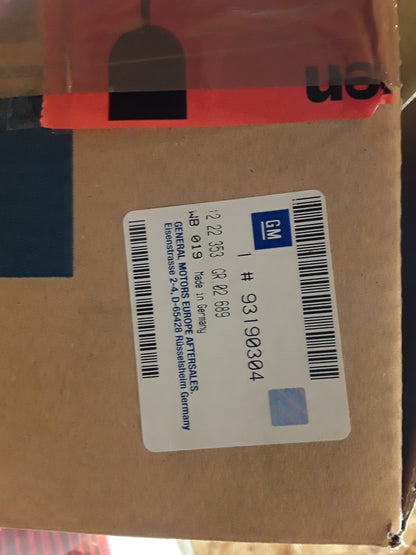 GM
1 # 93190304
12 22 353 GR 02 689
WB 019 Made in Germany
GENERAL MOTORS EUROPE AFTERSALES,
Eisenstrasse 2-4, D-65428 Rüsselsheim Germany